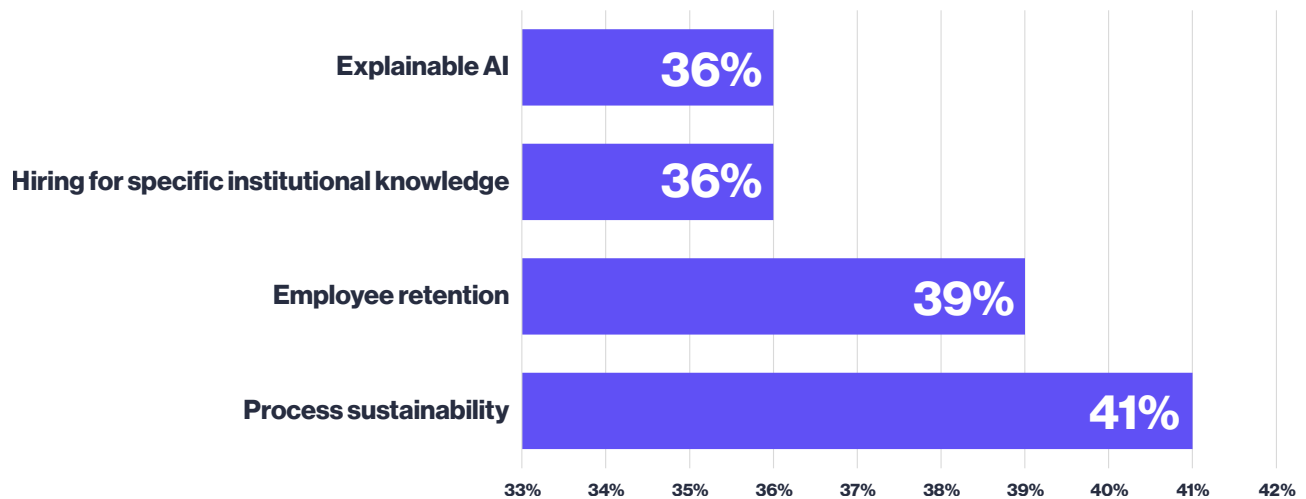 Explainable AI
36%
Hiring for specific institutional knowledge
36%
Employee retention
39%
Process sustainability
41%
33% 34% 35% 36% 37% 38% 39% 40% 41% 42%